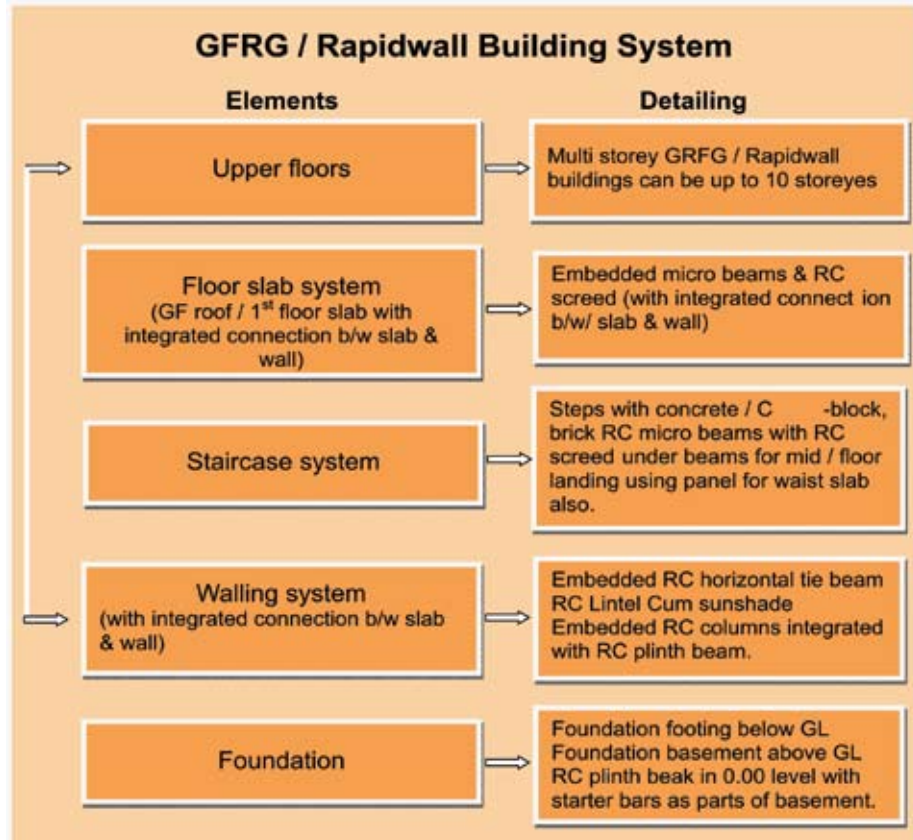 GFRG / Rapidwall Building System
Elements
Detailing
Upper floors
Multi storey GRFG / Rapidwall
buildings can be up to 10 storeyes
Floor slab system
(GF roof / 1st floor slab with
integrated connection b/w slab &
wall)
Embedded micro beams & RC
screed (with integrated connect ion
b/w/ slab & wall)
Staircase system
Steps with concrete / C -block,
brick RC micro beams with RC
screed under beams for mid / floor
landing using panel for waist slab
also.
Walling system
(with integrated connection b/w slab
& wall)
Embedded RC horizontal tie beam
RC Lintel Cum sunshade
Embedded RC columns integrated
with RC plinth beam.
Foundation
Foundation footing below GL
Foundation basement above GL
RC plinth beak in 0.00 level with
starter bars as parts of basement.